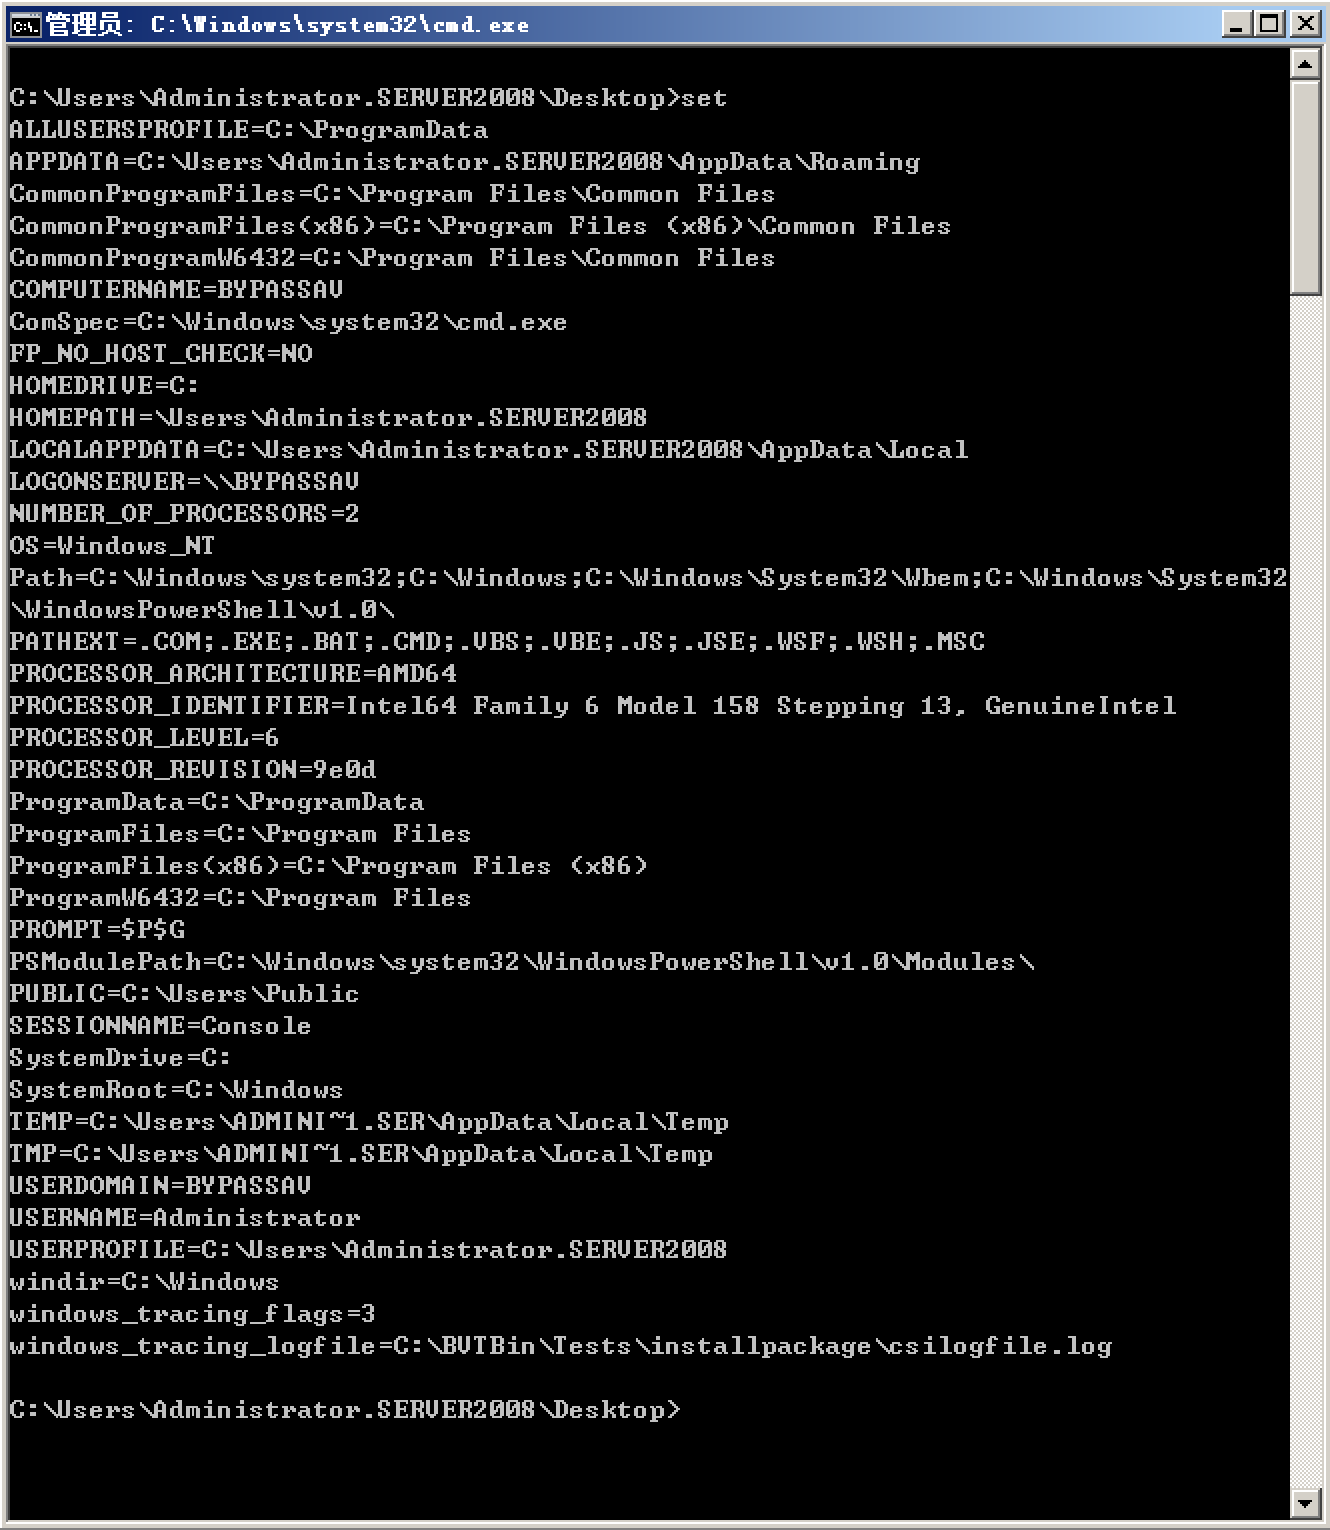 管理员: C:\Windows\system32\cmd.exe
C:\Users\Administrator.SERVER2008\Desktop>set
ALLUSERSPROFILE=C:\ProgramData
APPDATA=C:\Users\Administrator.SERVER2008\AppData\Roaming
CommonProgramFiles=C:\Program Files\Common Files
CommonProgramFiles(x86)=C:\Program Files (x86)\Common Files
CommonProgramW6432=C:\Program Files\Common Files
COMPUTERNAME=BYPASSAV
ComSpec=C:\Windows\system32\cmd.exe
FP_NO_HOST_CHECK=NO
HOMEDRIVE=C:
HOMEPATH=\Users\Administrator.SERVER2008
LOCALAPPDATA=C:\Users\Administrator.SERVER2008\AppData\Local
LOGONSERVER=\\BYPASSAV
NUMBER_OF_PROCESSORS=2
OS=Windows_NT
Path=C:\Windows\system32;C:\Windows;C:\Windows\System32\Wbem;C:\Windows\System32
\WindowsPowerShell\v1.0\
PATHEXT=.COM;.EXE;.BAT;.CMD;.VBS;.VBE;.JS;.JSE;.WSF;.WSH;.MSC
PROCESSOR_ARCHITECTURE=AMD64
PROCESSOR_IDENTIFIER=Intel64 Family 6 Model 158 Stepping 13, GenuineIntel
PROCESSOR_LEVEL=6
PROCESSOR_REVISION=9e0d
ProgramData=C:\ProgramData
ProgramFiles=C:\Program Files
ProgramFiles(x86)=C:\Program Files (x86)
ProgramW6432=C:\Program Files
PROMPT=$P$G
PSModulePath=C:\Windows\system32\WindowsPowerShell\v1.0\Modules\
PUBLIC=C:\Users\Public
SESSIONNAME=Console
SystemDrive=C:
SystemRoot=C:\Windows
TEMP=C:\Users\ADMINI~1.SER\AppData\Local\Temp
TMP=C:\Users\ADMINI~1.SER\AppData\Local\Temp
USERDOMAIN=BYPASSAV
USERNAME=Administrator
USERPROFILE=C:\Users\Administrator.SERVER2008
windir=C:\Windows
windows_tracing_flags=3
windows_tracing_logfile=C:\BVTBin\Tests\installpackage\csilogfile.log
C:\Users\Administrator.SERVER2008\Desktop>